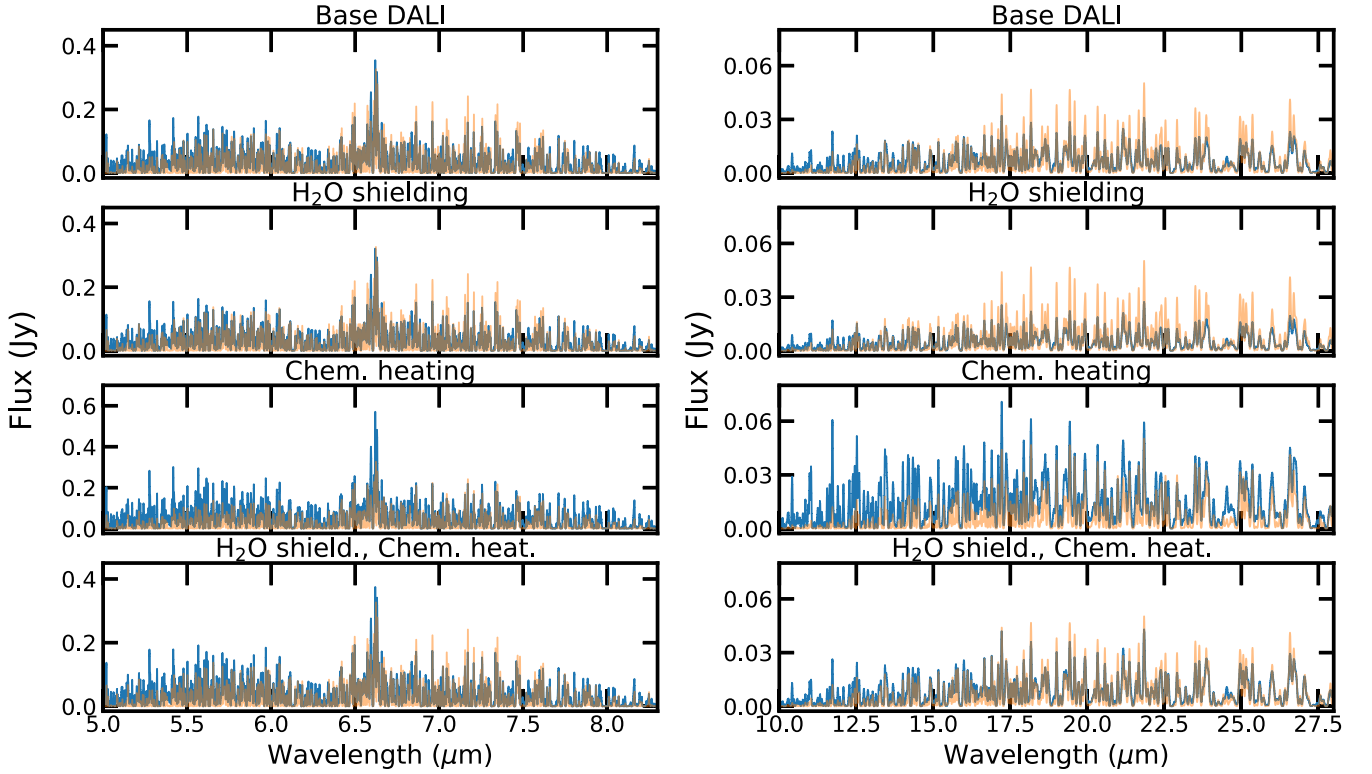 Base DALI
0.4
0.2
0.0
H₂O shielding
0.4
0.2
0.0
Chem. heating
0.6
0.4
0.2
0.0
H₂O shield., Chem. heat.
0.4
0.2
0.0
5.0 5.5 6.0 6.5 7.0 7.5 8.0
Wavelength (μm)
Flux (Jy)
Base DALI
0.06
0.03
0.00
H₂O shielding
0.06
0.03
0.00
Chem. heating
0.06
0.03
0.00
H₂O shield., Chem. heat.
0.06
0.03
0.00
10.0 12.5 15.0 17.5 20.0 22.5 25.0 27.5
Wavelength (μm)
Flux (Jy)